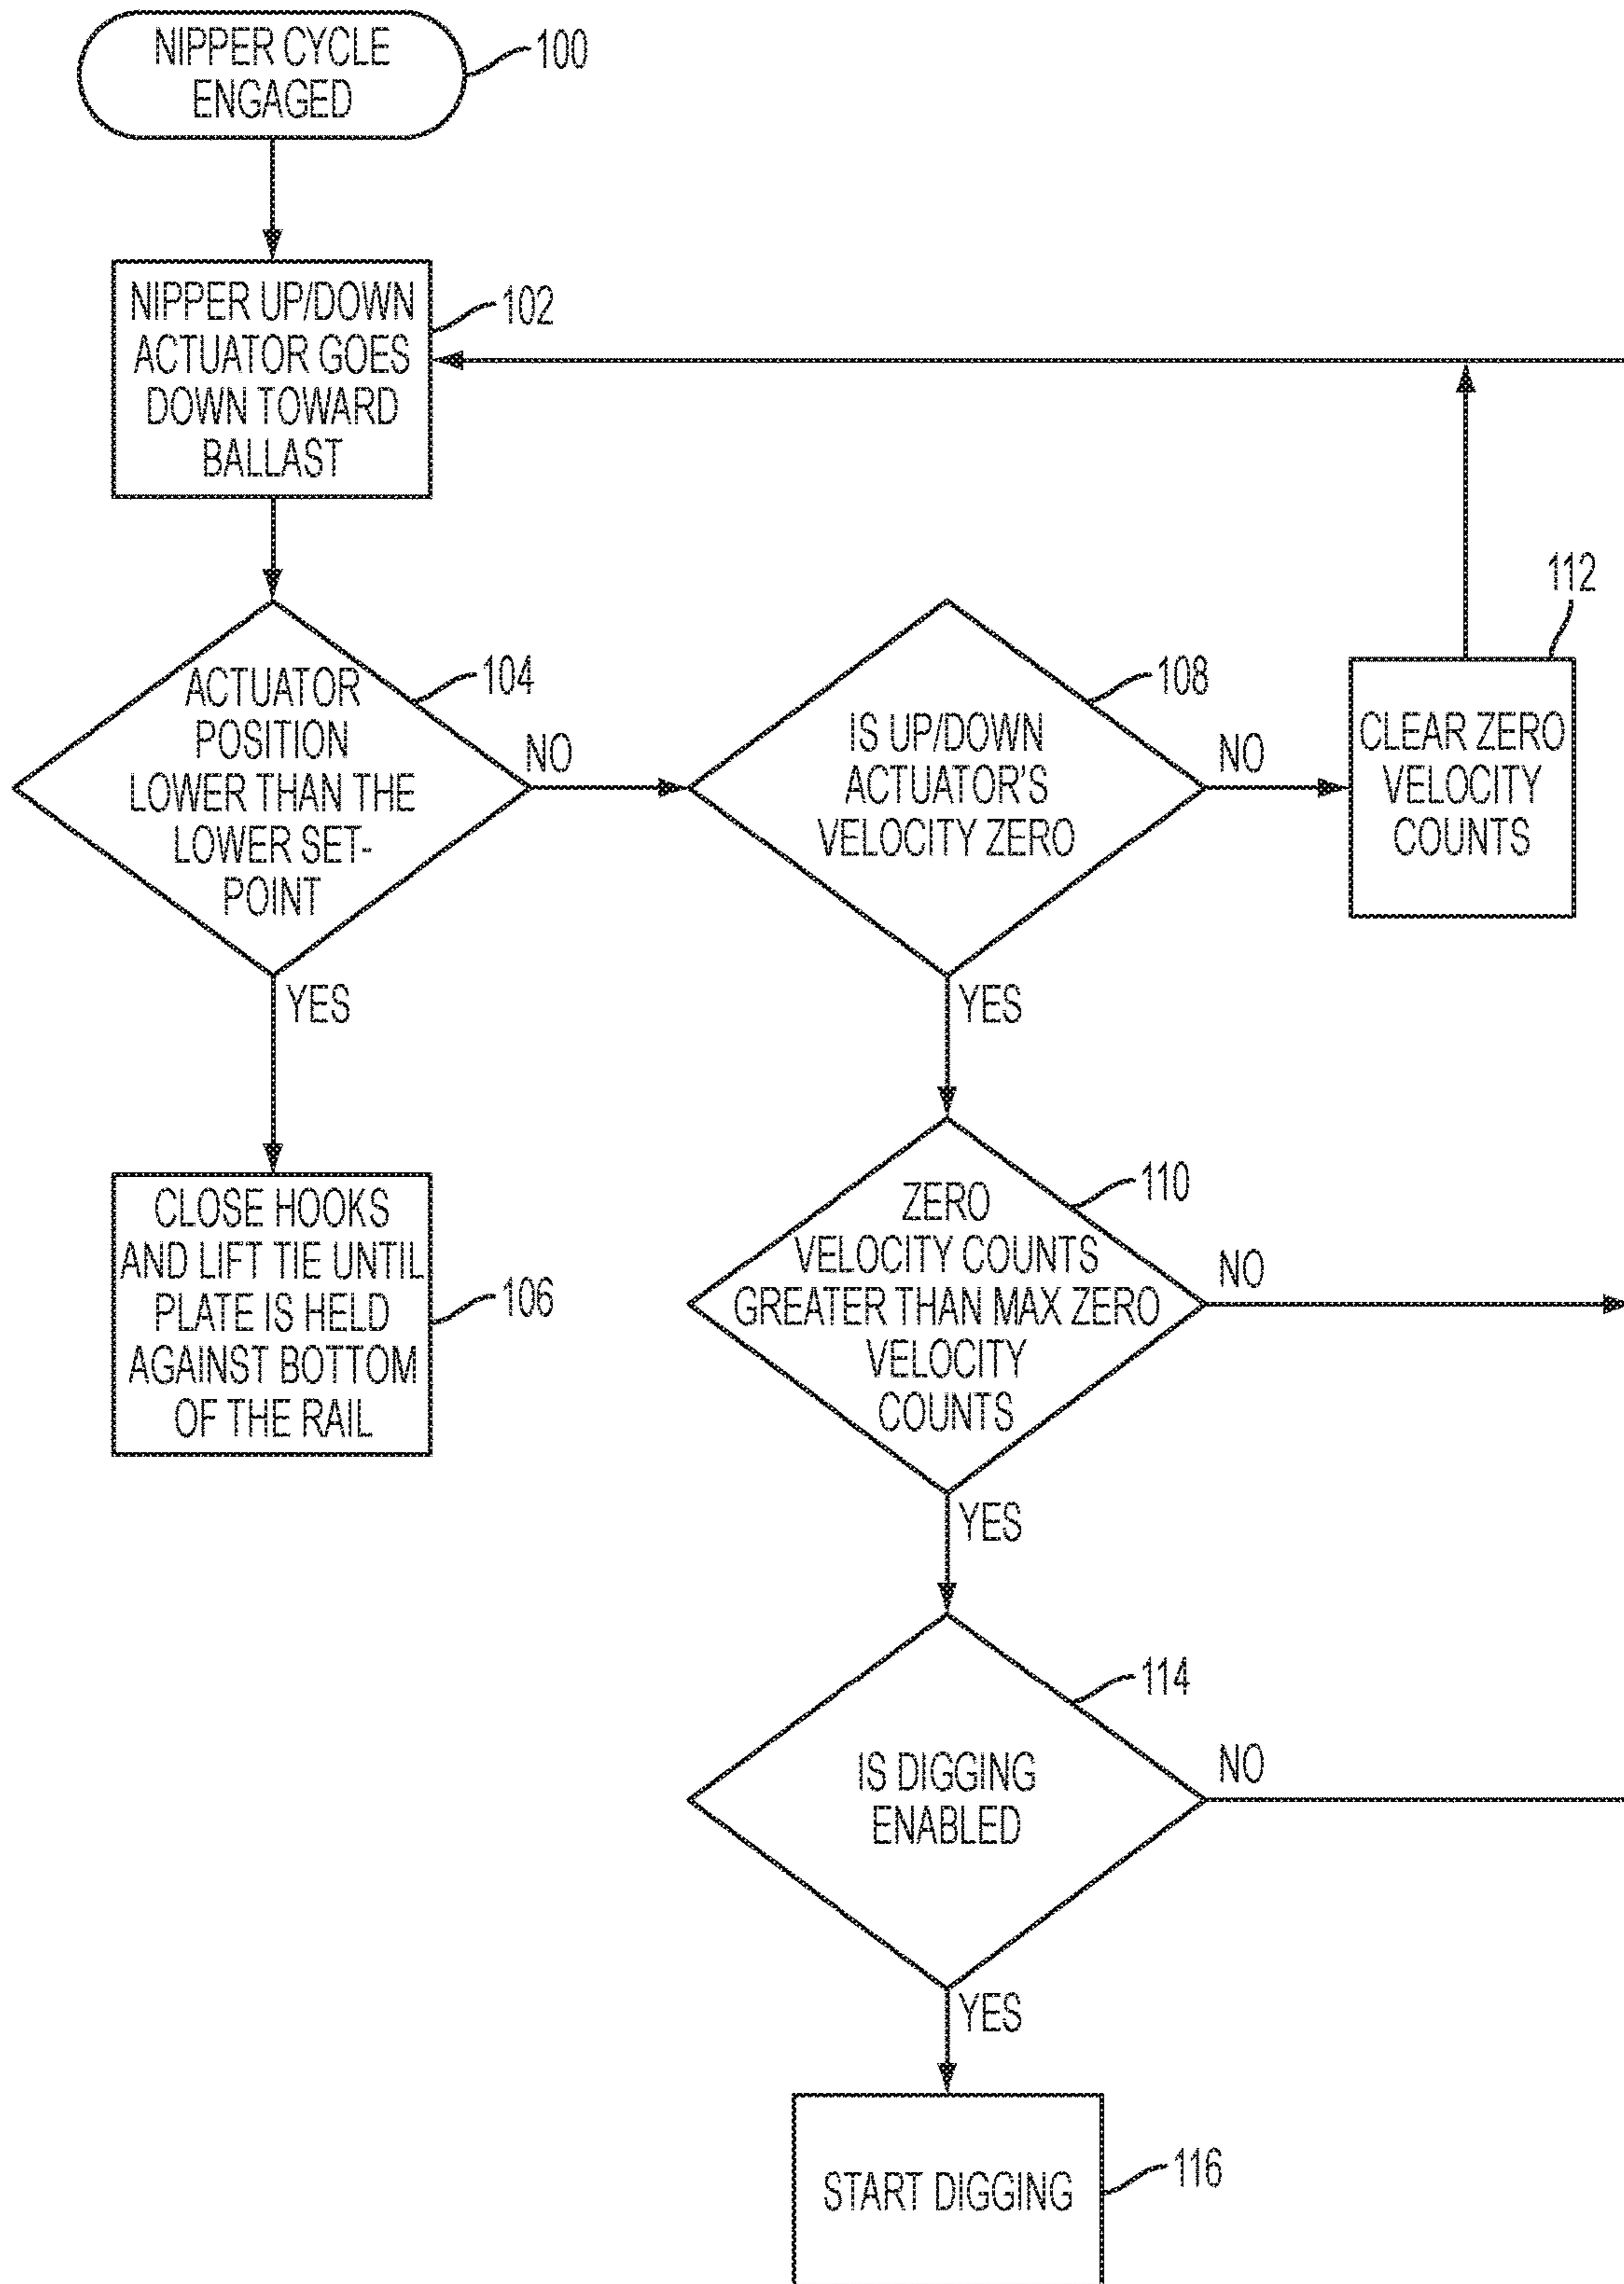 NIPPER CYCLE
ENGAGED
100
NIPPER UP/DOWN
ACTUATOR GOES
DOWN TOWARD
BALLAST
102
ACTUATOR
POSITION
LOWER THAN THE
LOWER SET-
POINT
104
NO
YES
IS UP/DOWN
ACTUATOR'S
VELOCITY ZERO
108
NO
YES
CLEAR ZERO
VELOCITY
COUNTS
112
CLOSE HOOKS
AND LIFT TIE UNTIL
PLATE IS HELD
AGAINST BOTTOM
OF THE RAIL
106
ZERO
VELOCITY COUNTS
GREATER THAN MAX ZERO
VELOCITY
COUNTS
110
NO
YES
IS DIGGING
ENABLED
114
NO
YES
START DIGGING
116